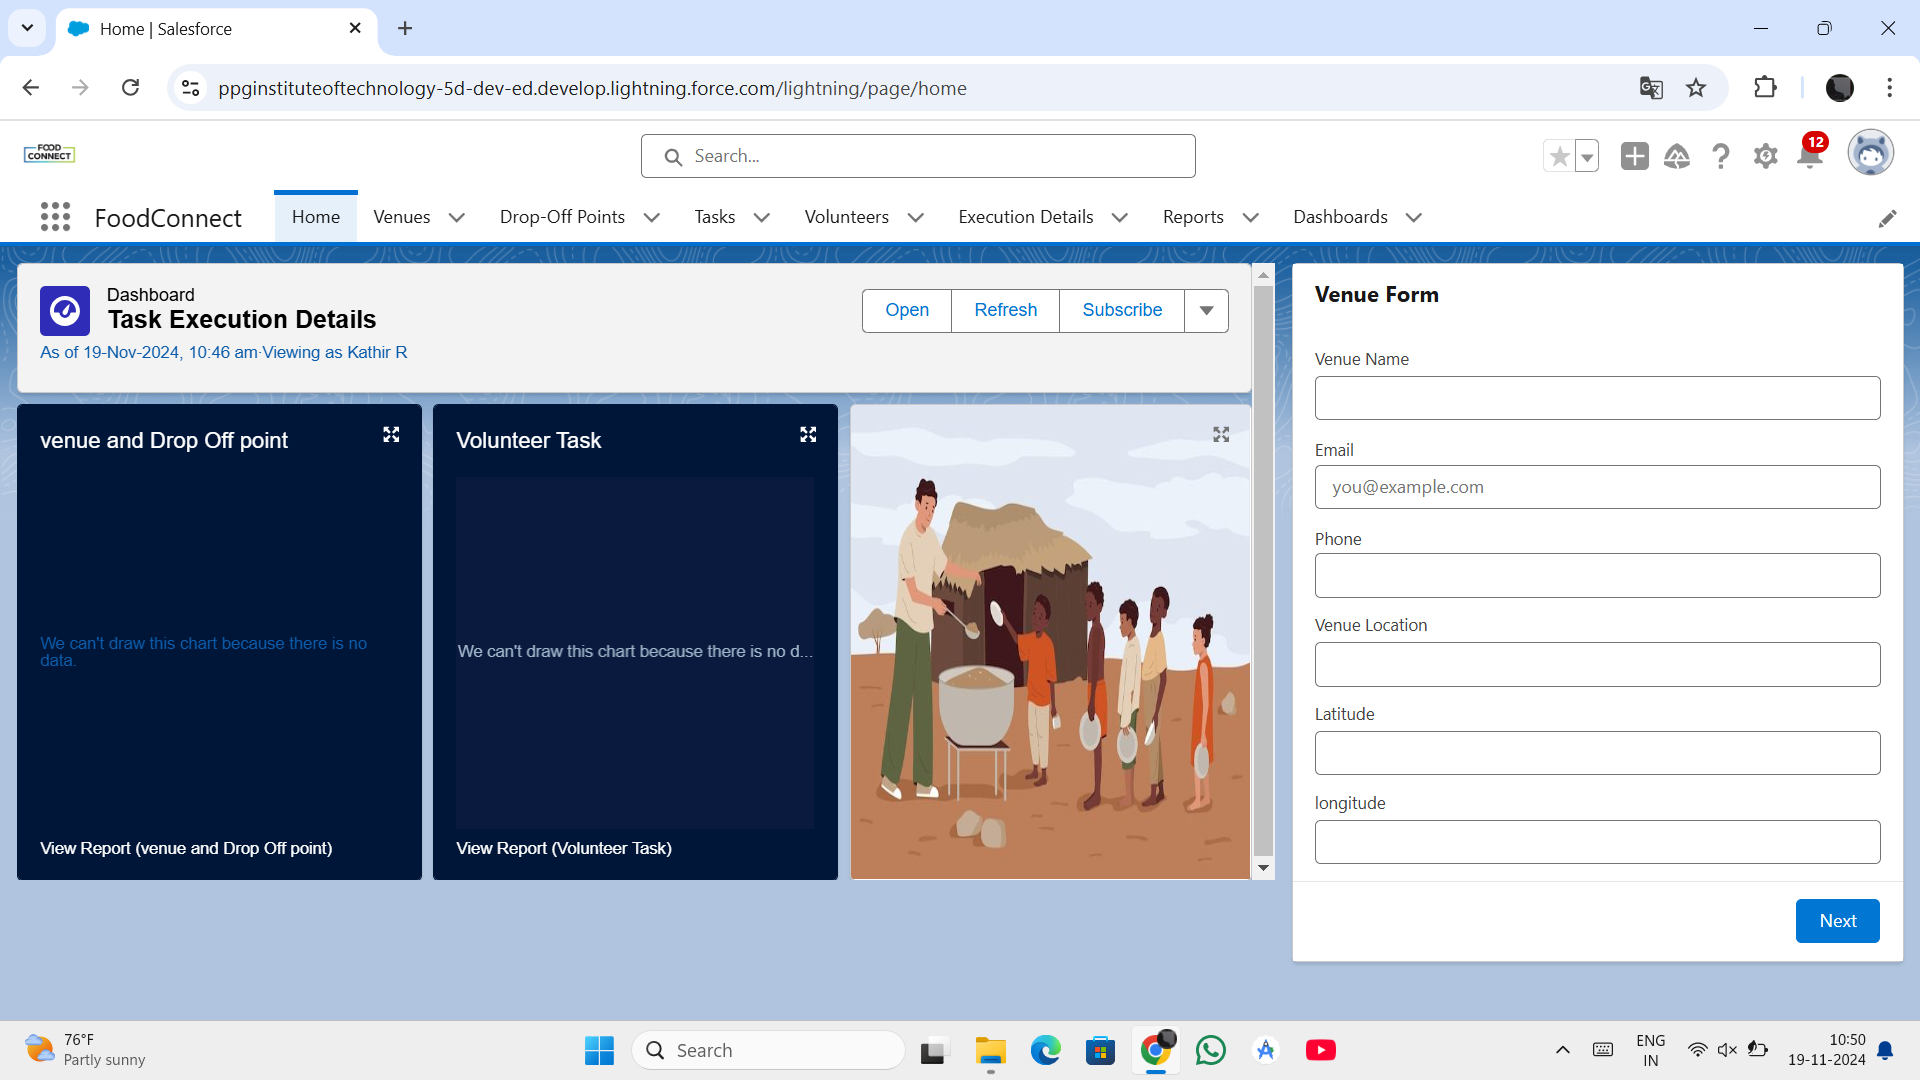 Home | Salesforce
ppginstituteoftechnology-5d-dev-ed.develop.lightning.force.com/lightning/page/home
FOOD
CONNECT
Search...
12
FoodConnect
Home
Venues
Drop-Off Points
Tasks
Volunteers
Execution Details
Reports
Dashboards
Dashboard
Task Execution Details
As of 19-Nov-2024, 10:46 am·Viewing as Kathir R
Open
Refresh
Subscribe
venue and Drop Off point
We can't draw this chart because there is no
data.
View Report (venue and Drop Off point)
Volunteer Task
We can't draw this chart because there is no d...
View Report (Volunteer Task)
Venue Form
Venue Name
Email
you@example.com
Phone
Venue Location
Latitude
longitude
Next
76°F
Partly sunny
Search
ENG
IN
10:50
19-11-2024